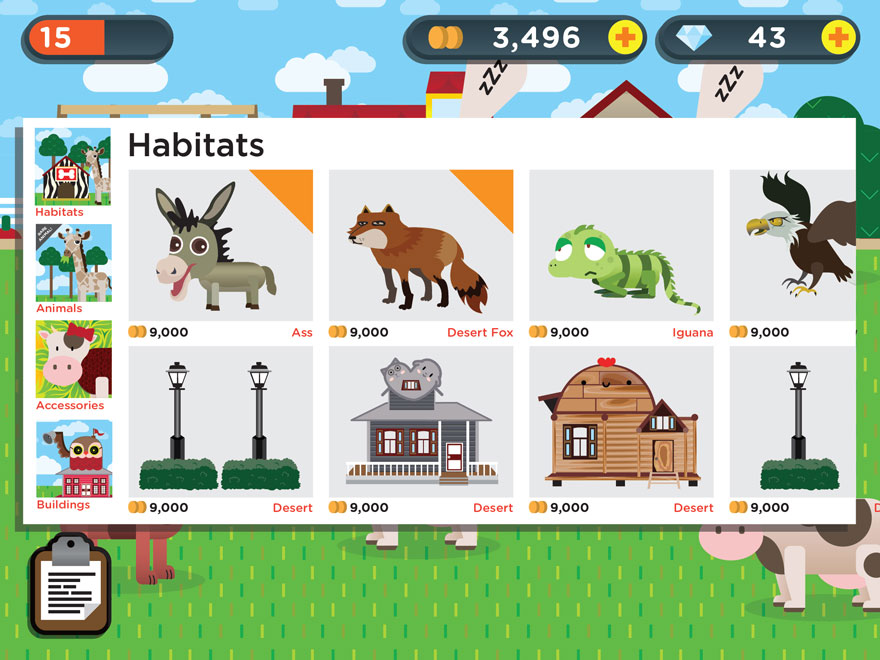 15
3,496
43
zzz
zzz
Habitats
Habitats
Animals
Accessories
Buildings
9,000 Ass
9,000 Desert Fox
9,000 Iguana
9,000
9,000 Desert
9,000 Desert
9,000 Desert
9,000